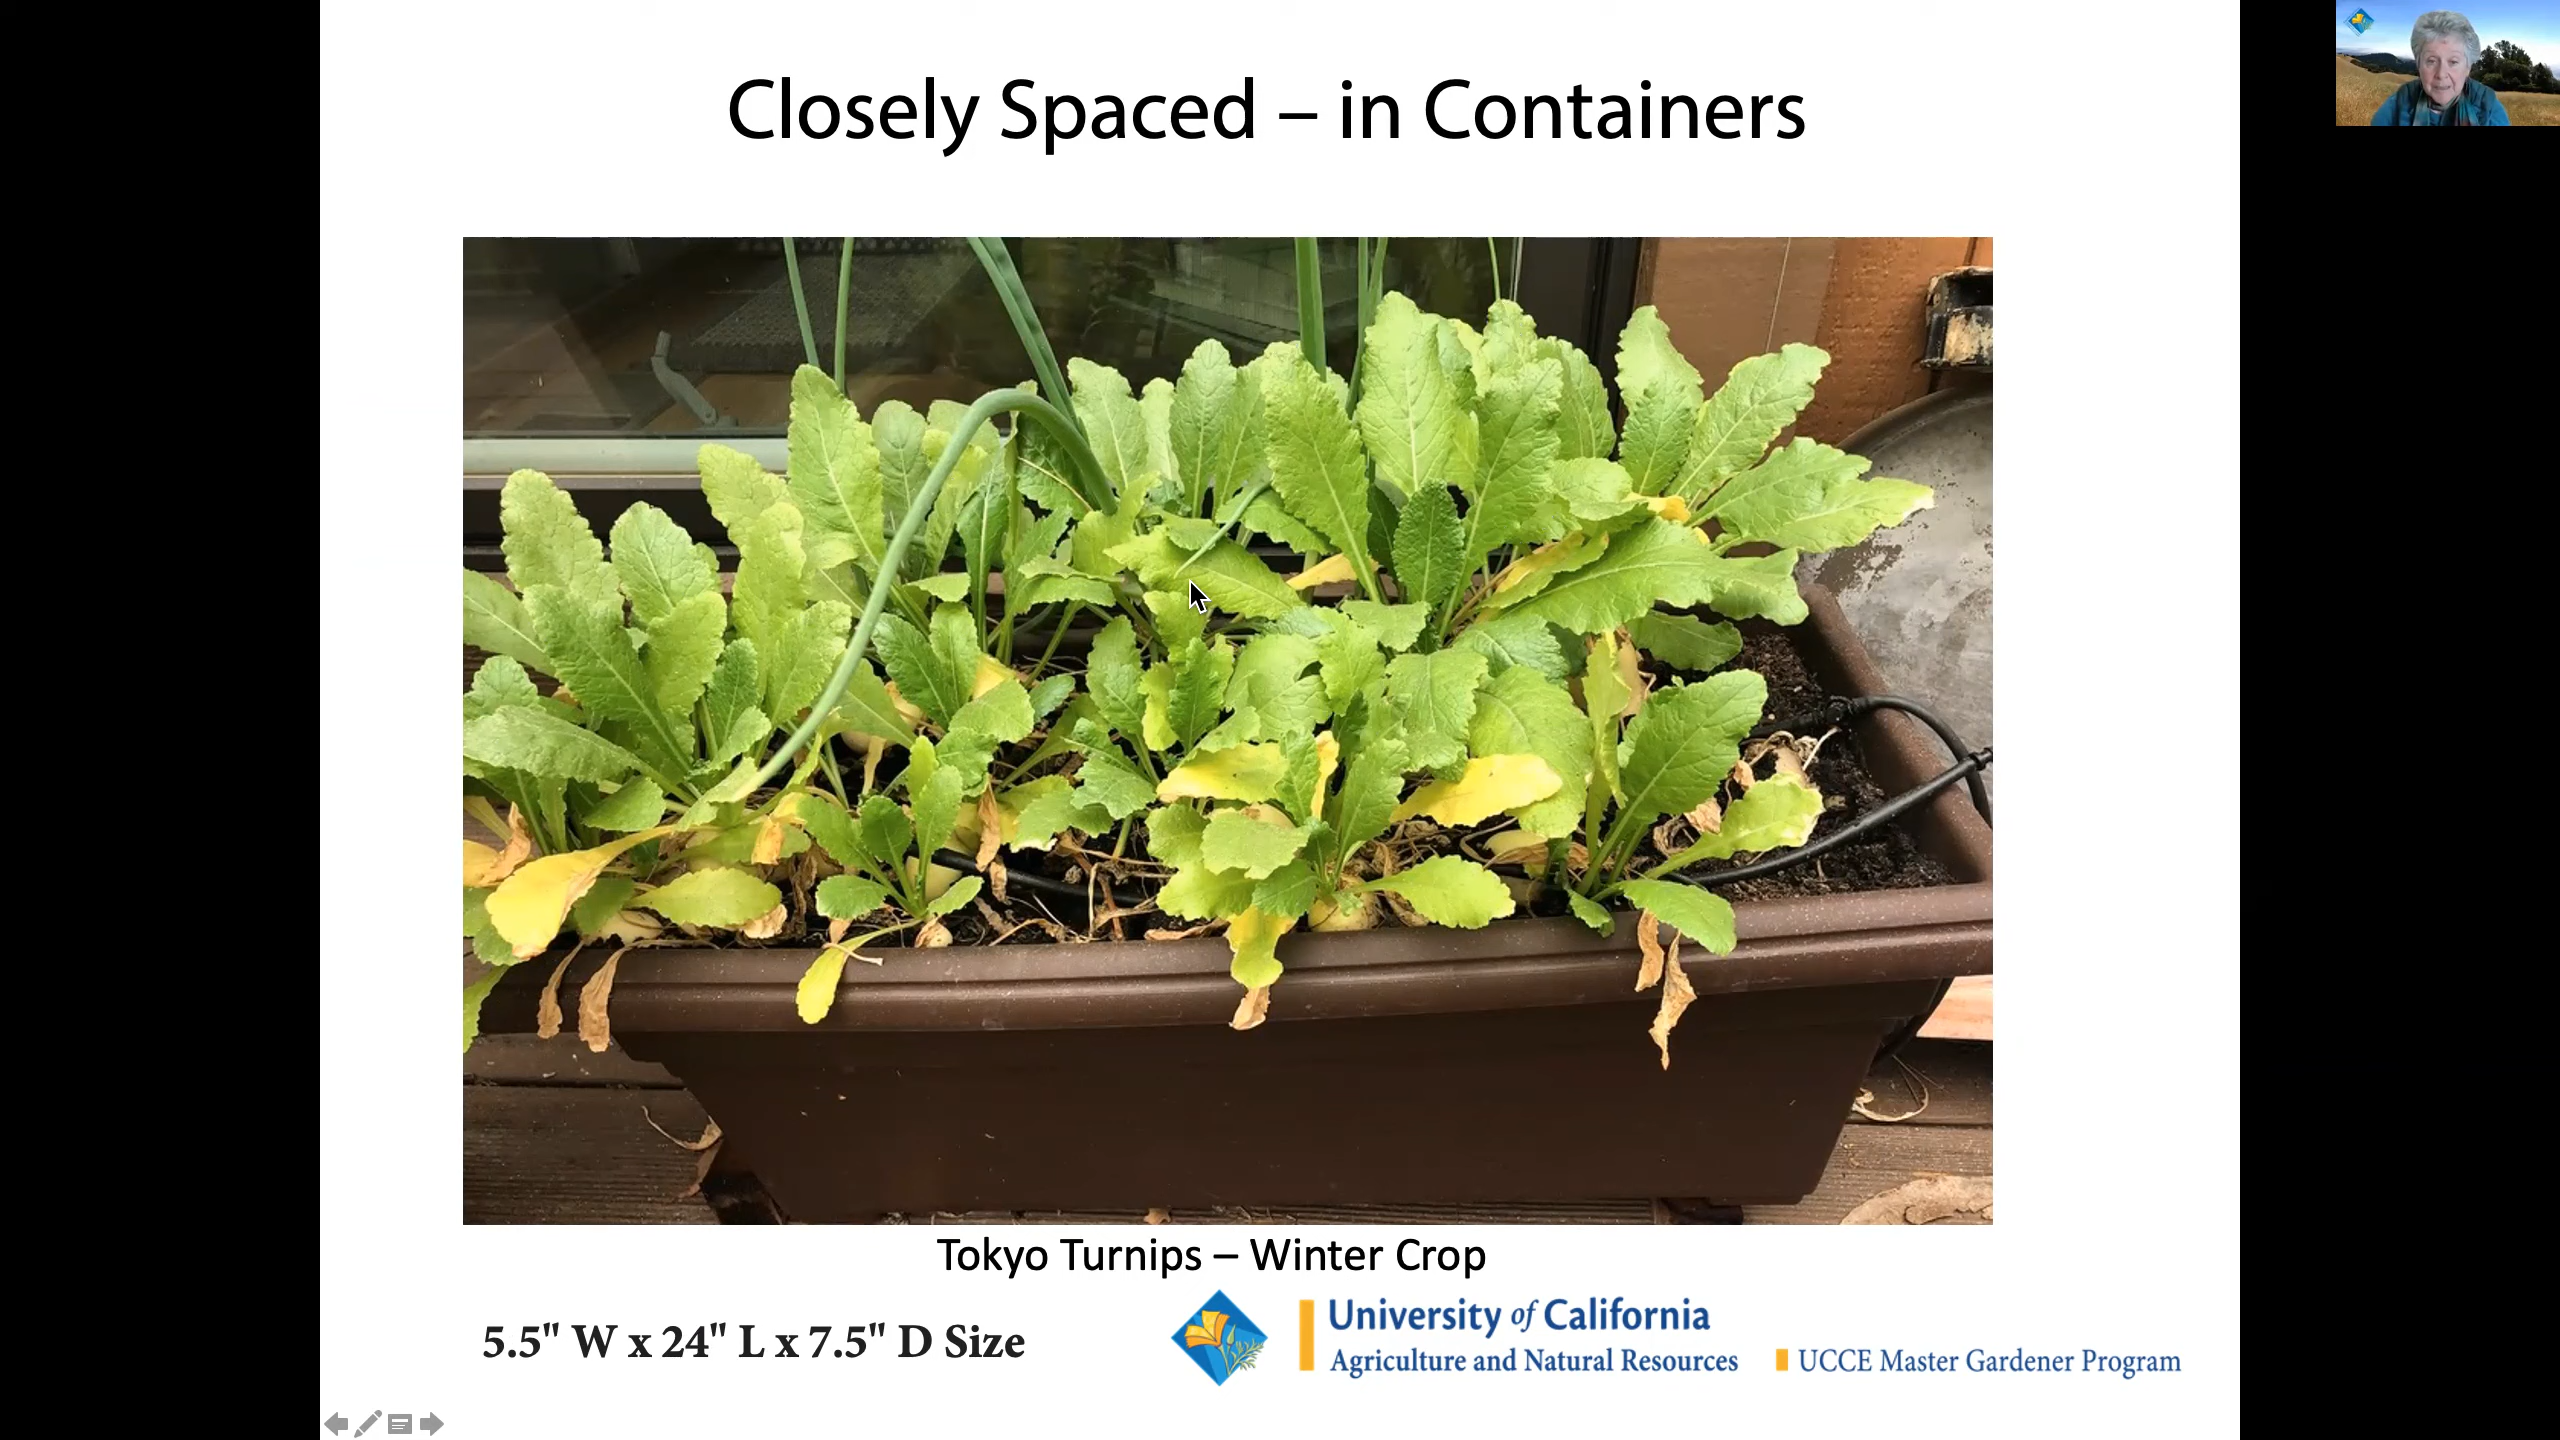 Closely Spaced – in Containers
Tokyo Turnips – Winter Crop
5.5" W x 24" L x 7.5" D Size
University of California
Agriculture and Natural Resources
UCCE Master Gardener Program